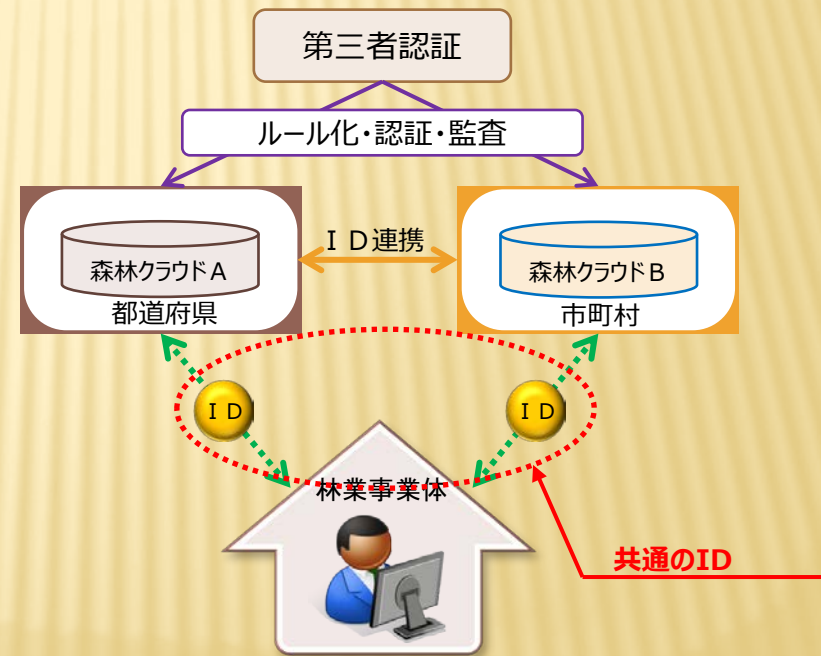 第三者認証
ルール化・認証・監査
ＩＤ連携
森林クラウドA
都道府県
森林クラウドB
市町村
ＩＤ
ＩＤ
林業事業体
共通のID